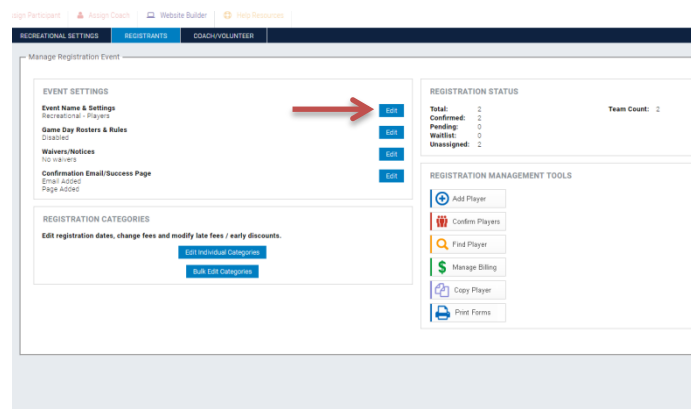 ign Participant Assign Coach Website Builder Help Resources
RECREATIONAL SETTINGS REGISTRANTS COACH/VOLUNTEER
Manage Registration Event
EVENT SETTINGS
Event Name & Settings
Recreational - Players
Edit
Game Day Rosters & Rules
Disabled
Edit
Waivers/Notices
No waivers
Edit
Confirmation Email/Success Page
Email Added
Page Added
Edit
REGISTRATION CATEGORIES
Edit registration dates, change fees and modify late fees / early discounts.
Edit Individual Categories
Bulk Edit Categories
REGISTRATION STATUS
Total: 2 Team Count: 2
Confirmed: 2
Pending: 0
Waitlist: 0
Unassigned: 2
REGISTRATION MANAGEMENT TOOLS
Add Player
Confirm Players
Find Player
Manage Billing
Copy Player
Print Forms